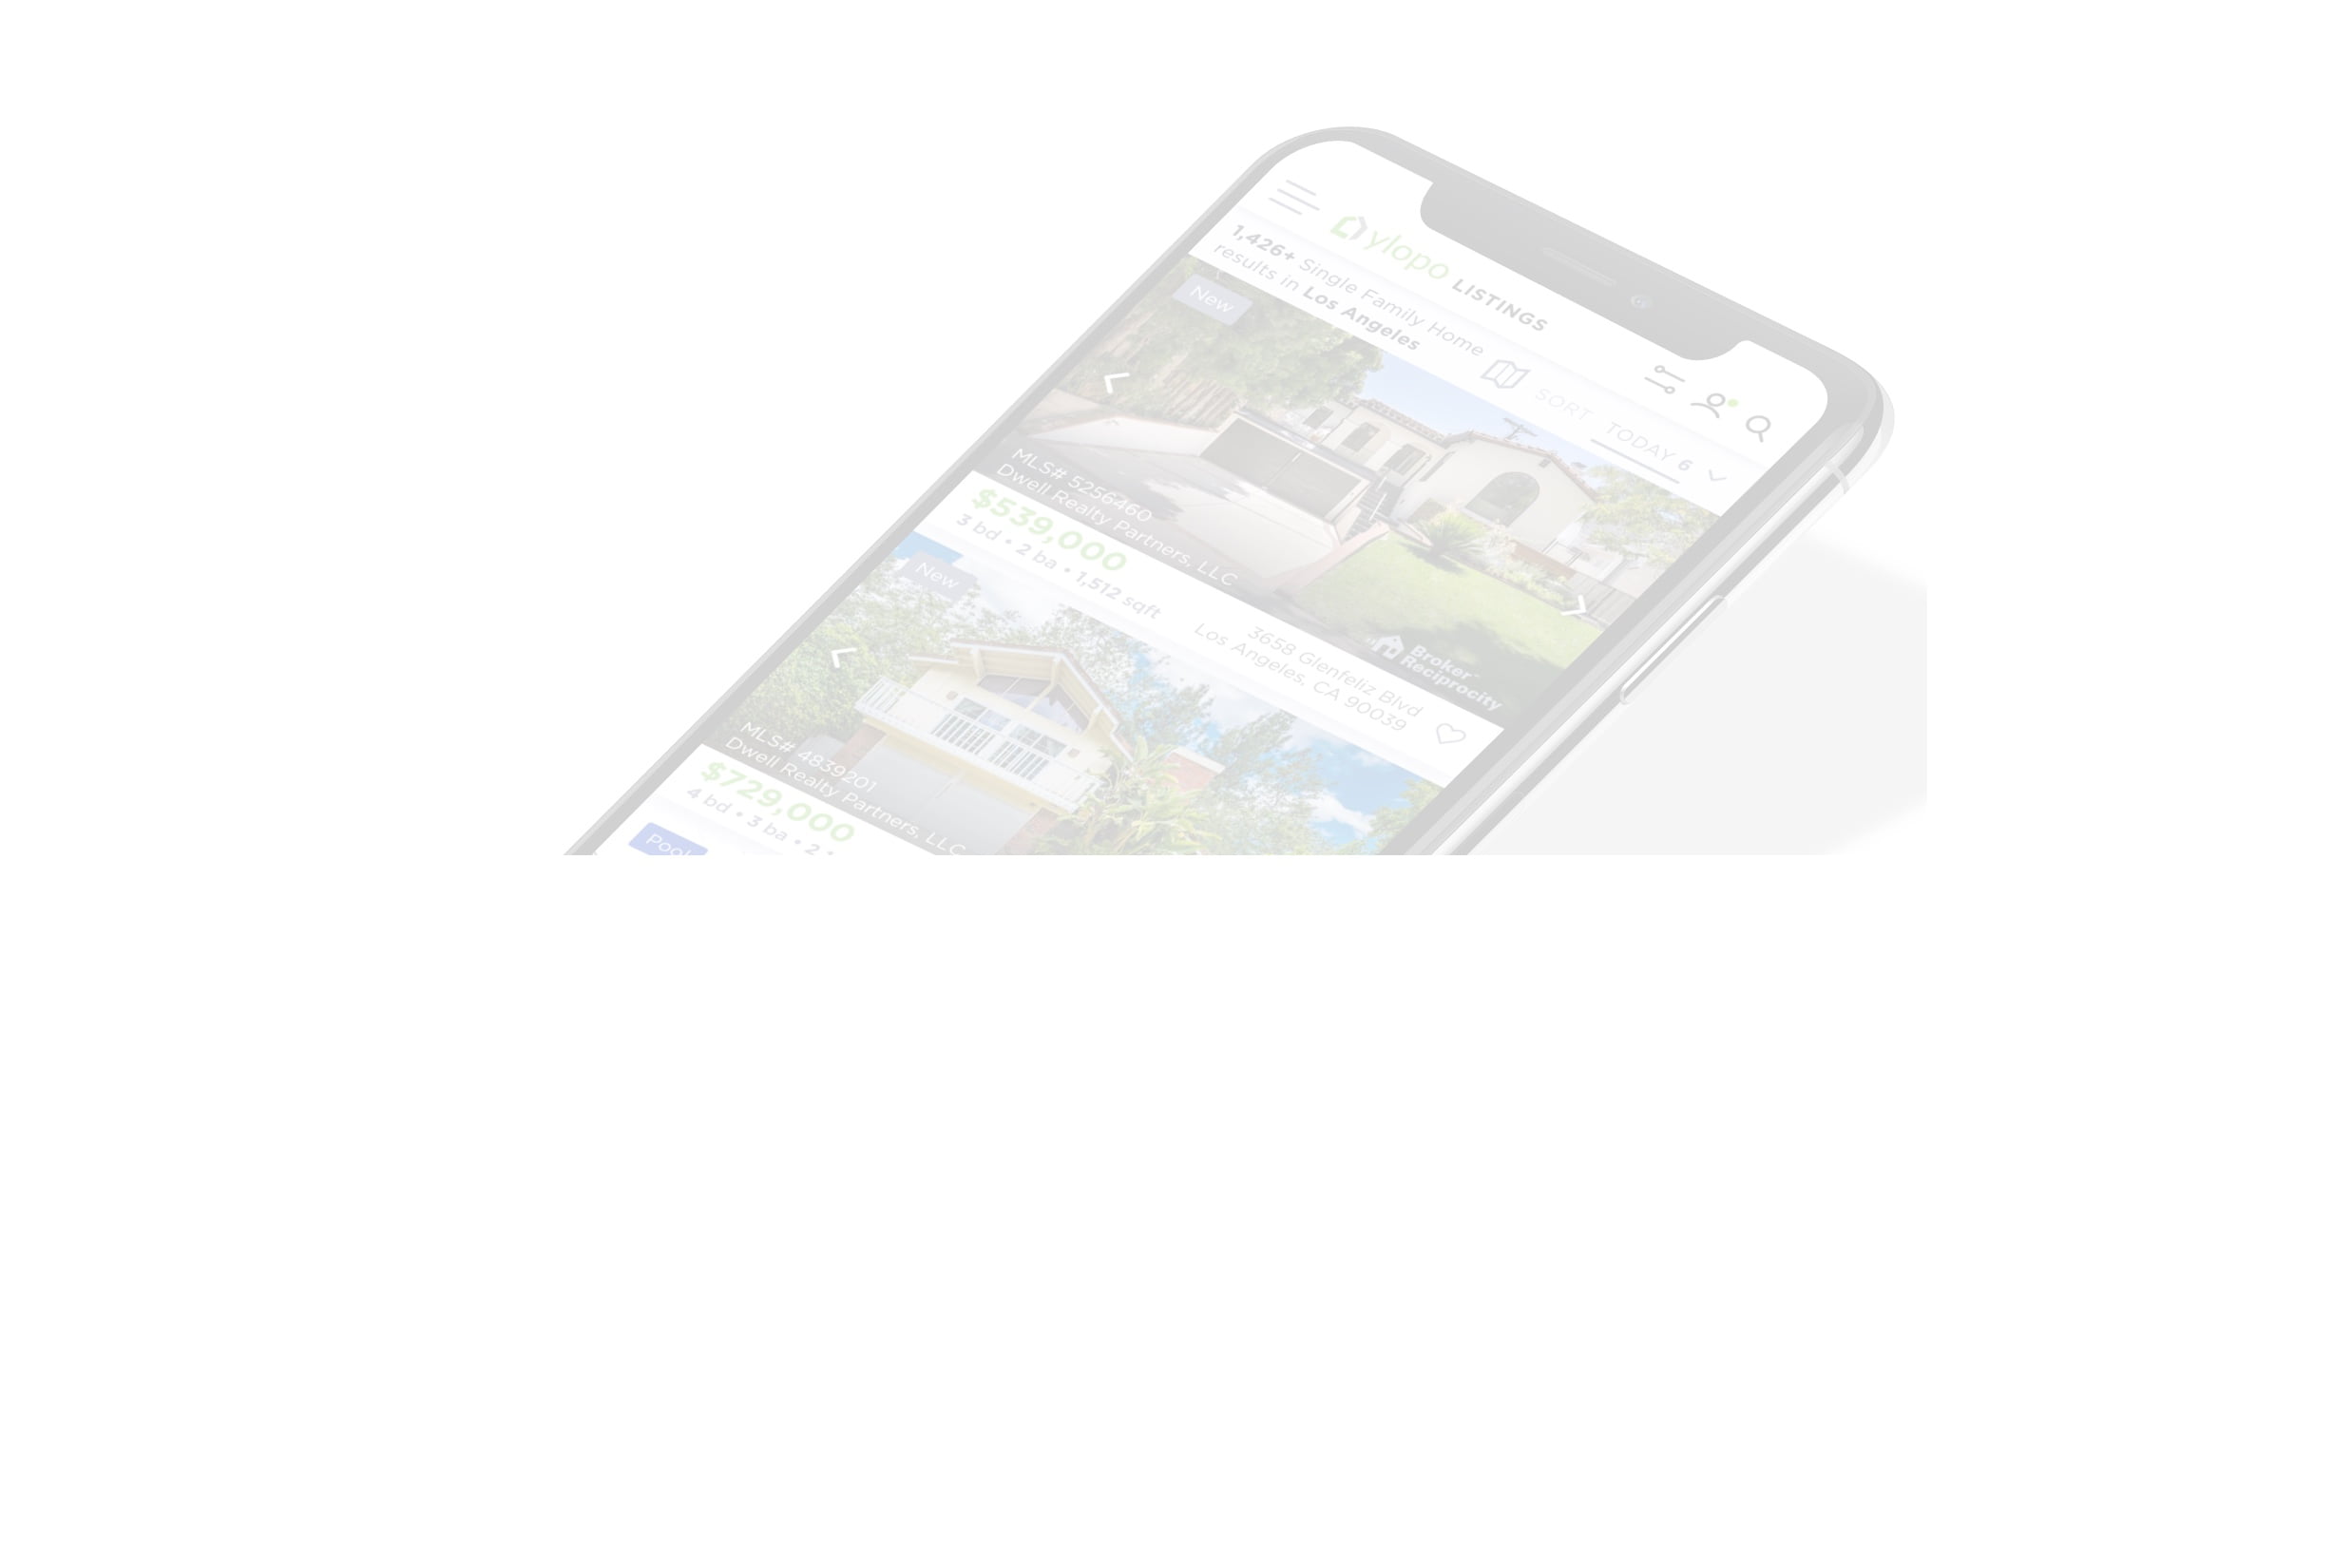 ylopo LISTINGS
1,426+ Single Family Home
results in Los Angeles
SORT TODAY 6
New
MLS# 5256460
Dwell Realty Partners, LLC
Broker
Reciprocity
$539,000
3 bd • 2 ba • 1,512 sqft
3658 Glenfeliz Blvd
Los Angeles, CA 90039
New
MLS# 4839201
Dwell Realty Partners, LLC
$729,000
4 bd • 3 ba • 2
Pool